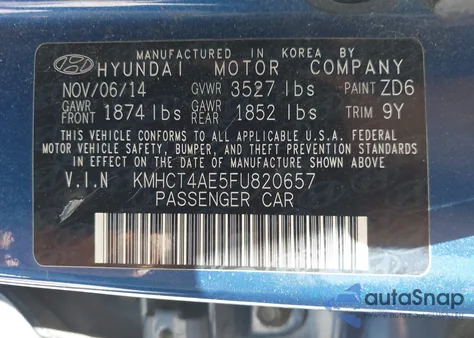 MANUFACTURED IN KOREA BY
HYUNDAI MOTOR COMPANY
NOV/06/14 GVWR 3527 lbs PAINT ZD6
GAWR FRONT 1874 lbs GAWR REAR 1852 lbs TRIM 9Y
THIS VEHICLE CONFORMS TO ALL APPLICABLE U.S.A. FEDERAL
MOTOR VEHICLE SAFETY, BUMPER, AND THEFT PREVENTION STANDARDS
IN EFFECT ON THE DATE OF MANUFACTURE SHOWN ABOVE
V.I.N KMHCT4AE5FU820657
PASSENGER CAR
autoSnap